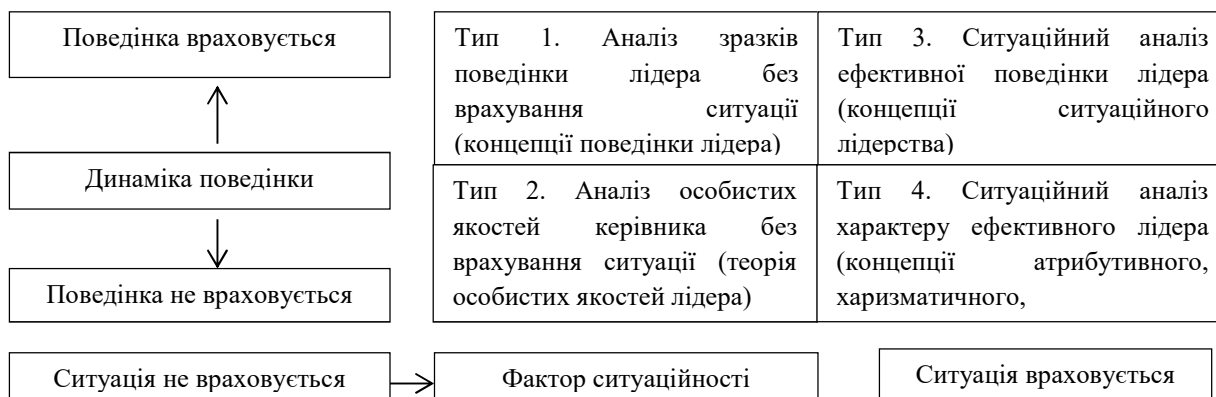 Поведінка враховується
Динаміка поведінки
Поведінка не враховується
Тип 1. Аналіз зразків
поведінки лідера без
врахування ситуації
(концепції поведінки лідера)
Тип 3. Ситуаційний аналіз
ефективної поведінки лідера
(концепції ситуаційного
лідерства)
Тип 2. Аналіз особистих
якостей керівника без
врахування ситуації (теорія
особистих якостей лідера)
Тип 4. Ситуаційний аналіз
характеру ефективного лідера
(концепції атрибутивного,
харизматичного,
Ситуація не враховується
Фактор ситуаційності
Ситуація враховується